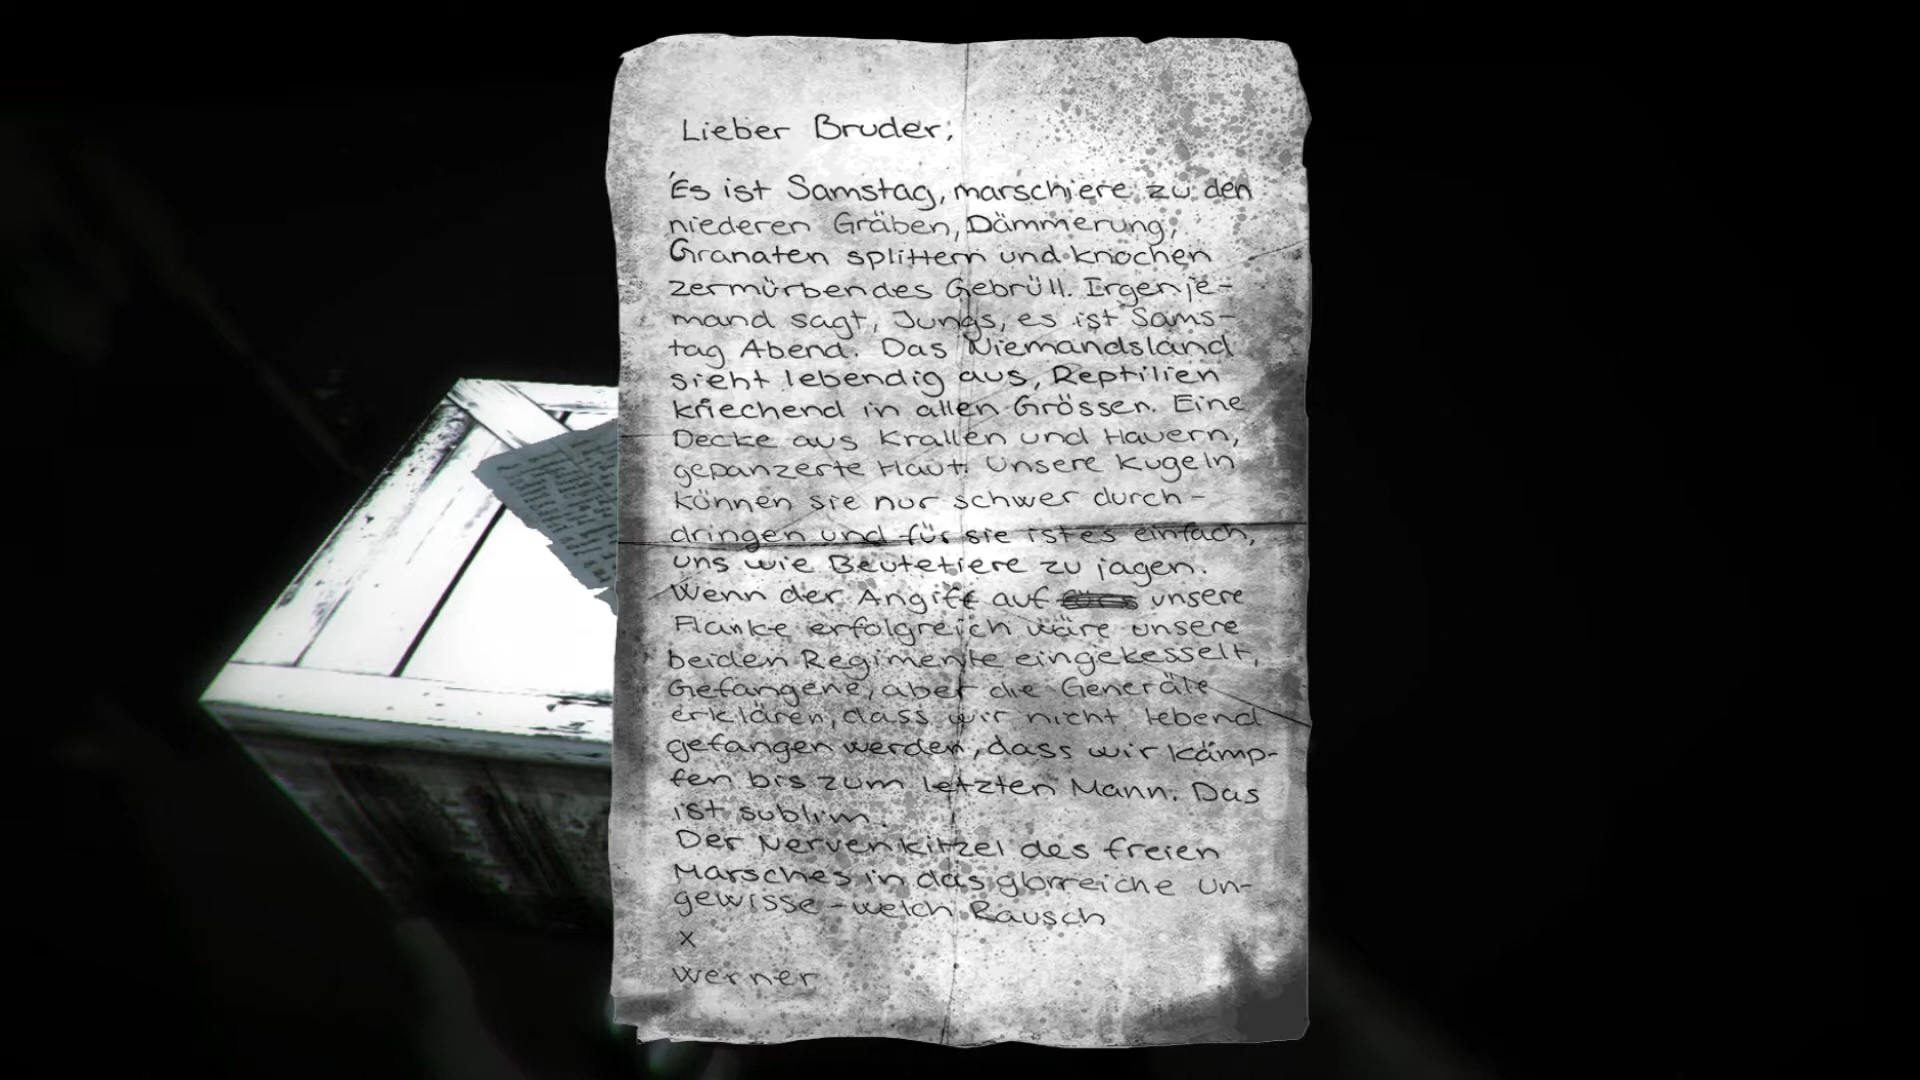 Lieber Bruder,
Es ist Samstag, marschiere zu den
niederen Gräben, Dämmerung,
Granaten splittern und knochen
zermürbendes Gebrüll. Irgenje-
mand sagt, Jungs, es ist Sams-
tag Abend. Das Niemandsland
sieht lebendig aus, Reptilien
kriechend in allen Grössen. Eine
Decke aus Krallen und Hauern,
gepanzerte Haut. Unsere Kugeln
können sie nur schwer durch-
dringen und für sie ist es einfach,
uns wie Beutetiere zu jagen.
Wenn der Angiff auf unsere
Flanke erfolgreich wäre unsere
beiden Regimente eingekesselt,
Gefangene, aber die Generäle
erklären, dass wir nicht lebend
gefangen werden, dass wir kämp-
fen bis zum letzten Mann. Das
ist sublim.
Der Nervenkitzel des freien
Marsches in das glorreiche Un-
gewisse - welch Rausch
x
Werner